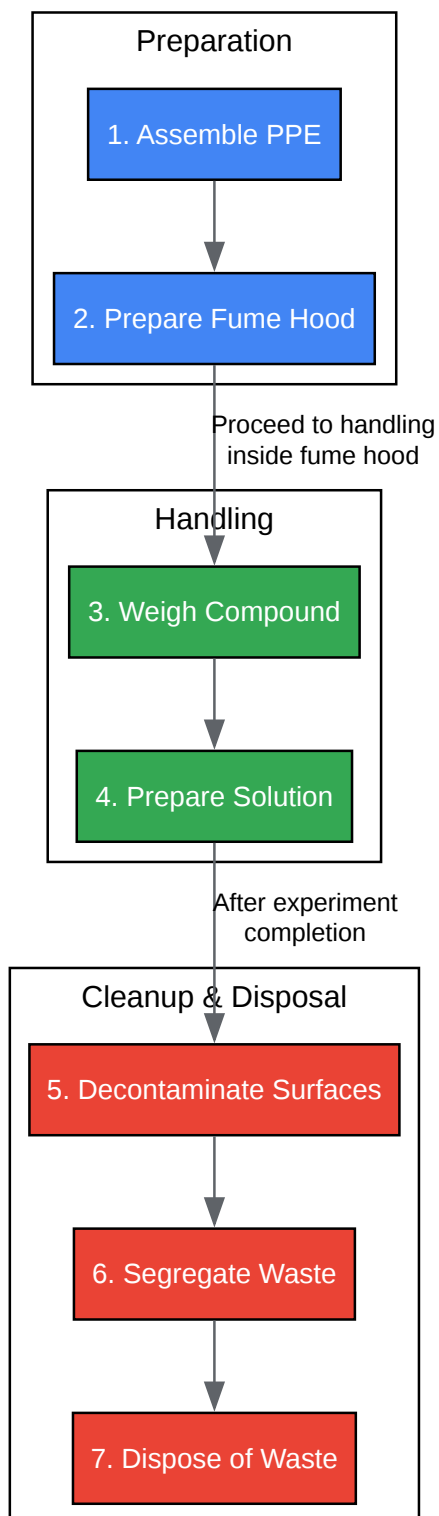 Preparation
1. Assemble PPE
2. Prepare Fume Hood
Proceed to handling
inside fume hood
Handling
3. Weigh Compound
4. Prepare Solution
After experiment
completion
Cleanup & Disposal
5. Decontaminate Surfaces
6. Segregate Waste
7. Dispose of Waste